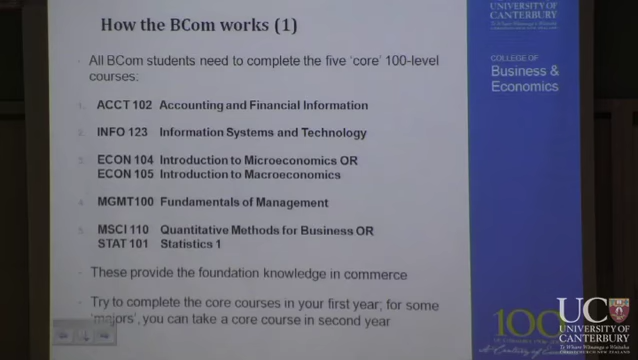 How the BCom works (1)
All BCom students need to complete the five 'core' 100-level
courses:
1. ACCT 102 Accounting and Financial Information
2. INFO 123 Information Systems and Technology
3. ECON 104 Introduction to Microeconomics OR
ECON 105 Introduction to Macroeconomics
4. MGMT100 Fundamentals of Management
5. MSCI 110 Quantitative Methods for Business OR
STAT 101 Statistics 1
These provide the foundation knowledge in commerce
Try to complete the core courses in your first year; for some
'majors', you can take a core course in second year
UNIVERSITY OF
CANTERBURY
Te Whare Wānanga o Waitaha
COLLEGE OF
Business &
Economics
100
UC
UNIVERSITY OF
CANTERBURY
Te Whare Wānanga o Waitaha
CHRISTCHURCH NEW ZEALAND